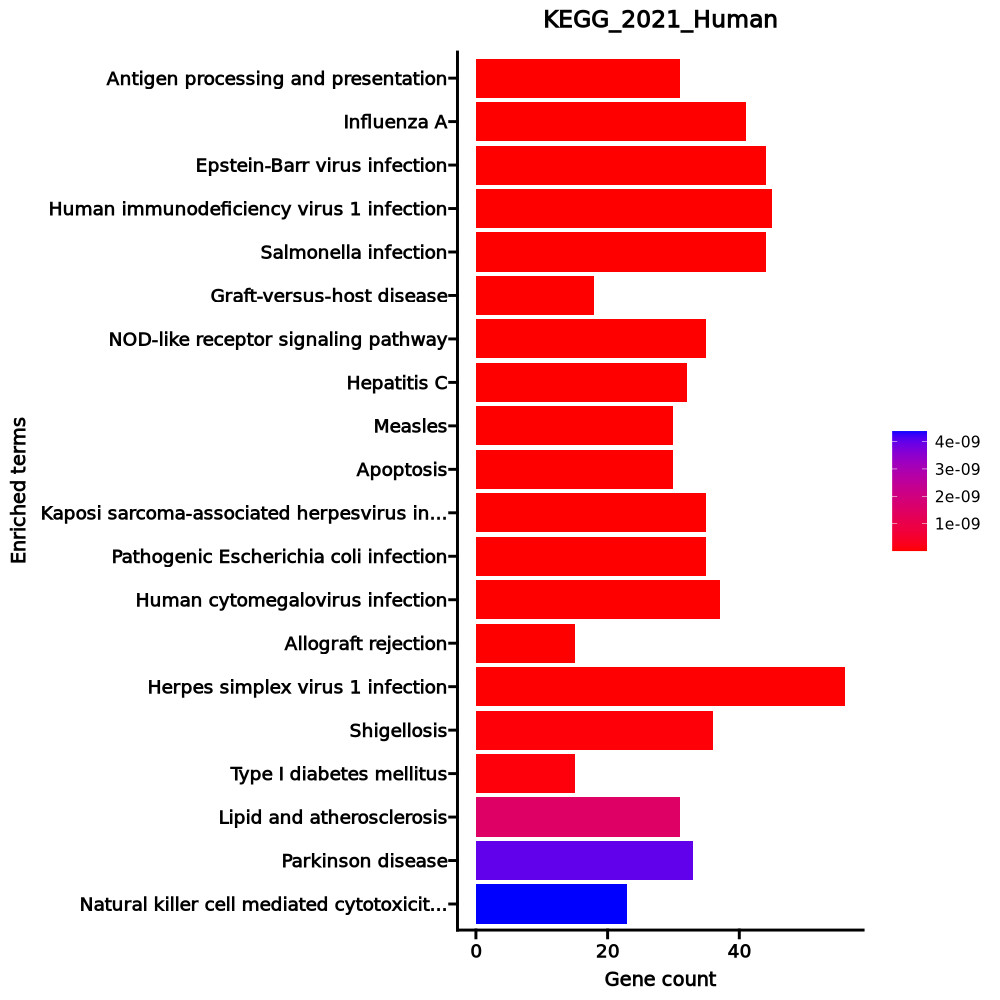 KEGG_2021_Human
Antigen processing and presentation
Influenza A
Epstein-Barr virus infection
Human immunodeficiency virus 1 infection
Salmonella infection
Graft-versus-host disease
NOD-like receptor signaling pathway
Hepatitis C
Measles
Apoptosis
Kaposi sarcoma-associated herpesvirus in...
Pathogenic Escherichia coli infection
Human cytomegalovirus infection
Allograft rejection
Herpes simplex virus 1 infection
Shigellosis
Type I diabetes mellitus
Lipid and atherosclerosis
Parkinson disease
Natural killer cell mediated cytotoxicit...
Enriched terms
0 20 40
Gene count
4e-09
3e-09
2e-09
1e-09